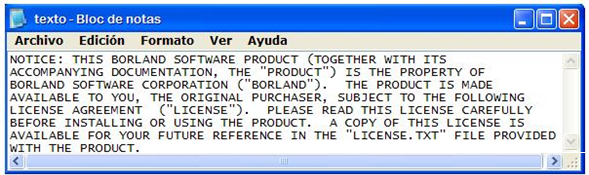 texto - Bloc de notas
Archivo Edición Formato Ver Ayuda
NOTICE: THIS BORLAND SOFTWARE PRODUCT (TOGETHER WITH ITS
ACCOMPANYING DOCUMENTATION, THE "PRODUCT") IS THE PROPERTY OF
BORLAND SOFTWARE CORPORATION ("BORLAND").  THE PRODUCT IS MADE
AVAILABLE TO YOU, THE ORIGINAL PURCHASER, SUBJECT TO THE FOLLOWING
LICENSE AGREEMENT  ("LICENSE").  PLEASE READ THIS LICENSE CAREFULLY
BEFORE INSTALLING OR USING THE PRODUCT.  A COPY OF THIS LICENSE IS
AVAILABLE FOR YOUR FUTURE REFERENCE IN THE "LICENSE.TXT" FILE PROVIDED
WITH THE PRODUCT.